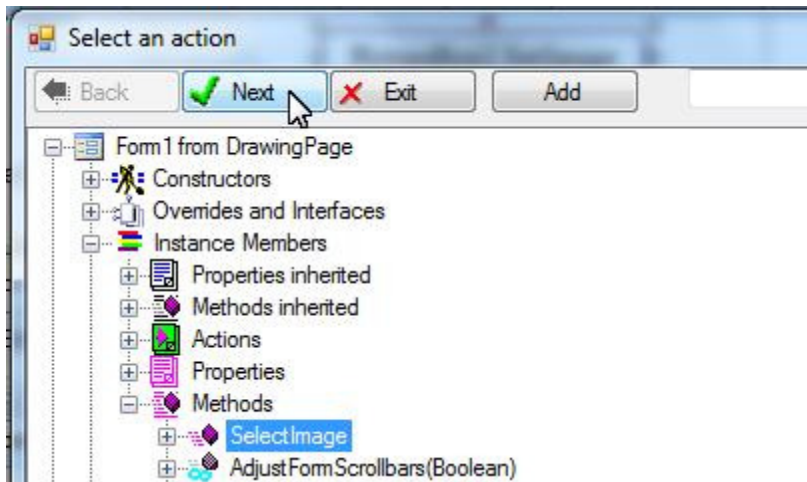 Select an action
Back Next Exit Add
Form1 from DrawingPage
Constructors
Overrides and Interfaces
Instance Members
Properties inherited
Methods inherited
Actions
Properties
Methods
SelectImage
AdjustFormScrollbars(Boolean)